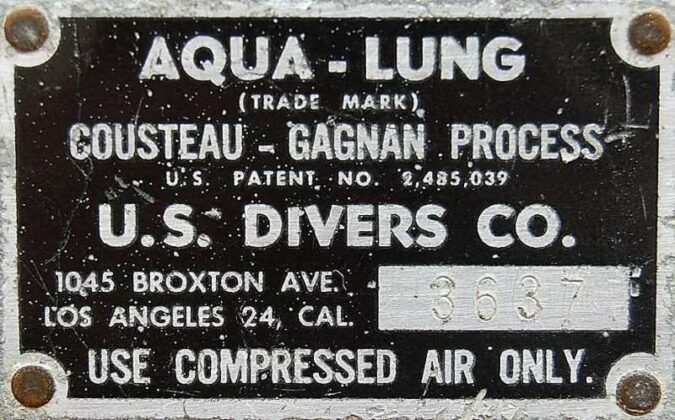 AQUA - LUNG
(TRADE MARK)
COUSTEAU - GAGNAN PROCESS
U.S. PATENT. NO. 2,485,039
U.S. DIVERS CO.
1045 BROXTON AVE.
LOS ANGELES 24, CAL.
3637
USE COMPRESSED AIR ONLY.